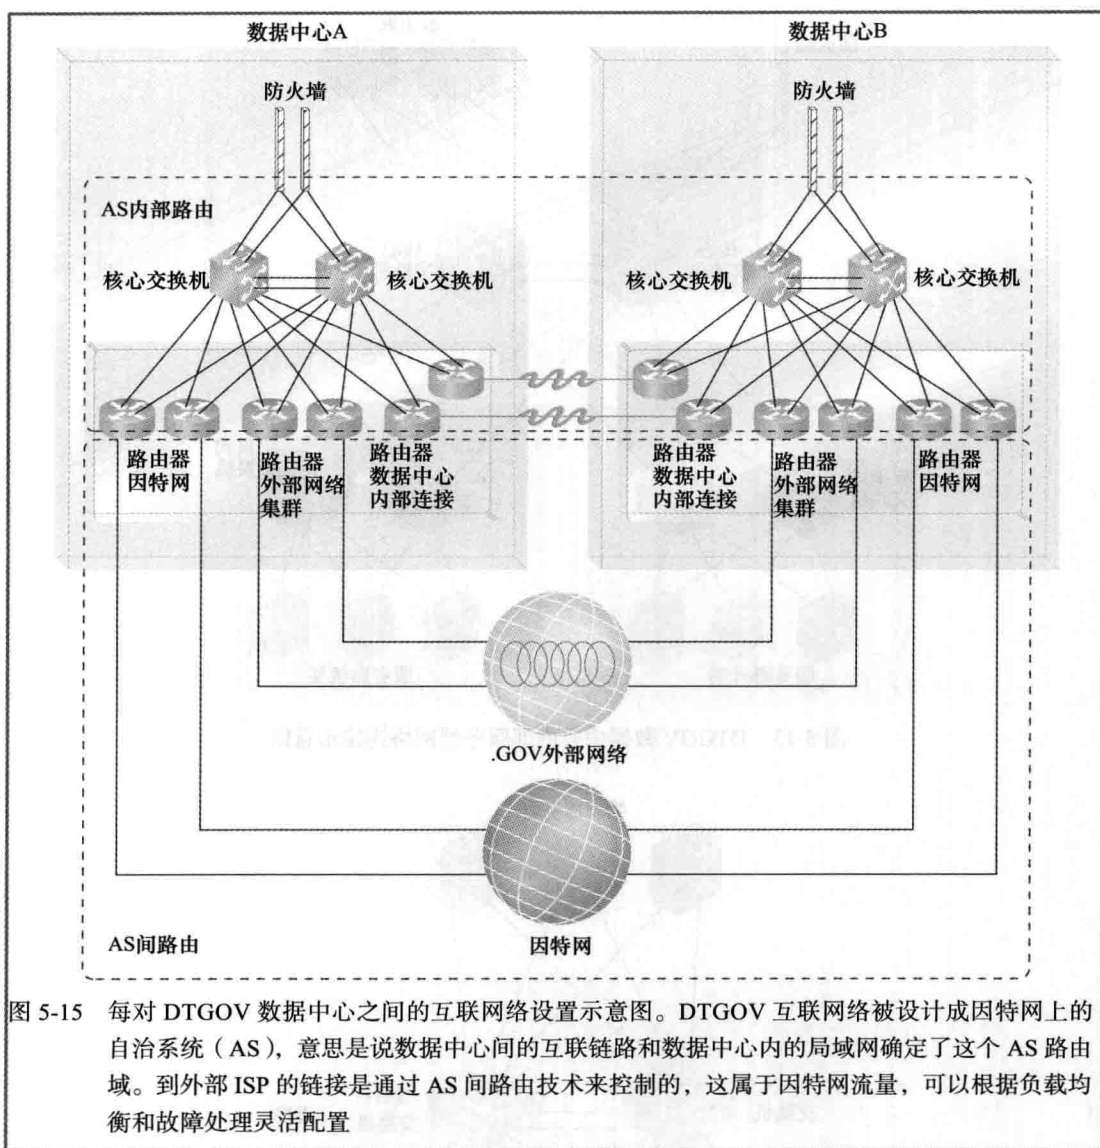 数据中心A
数据中心B
防火墙
防火墙
AS内部路由
核心交换机
核心交换机
核心交换机
核心交换机
路由器
因特网
路由器
外部网络
集群
路由器
数据中心
内部连接
路由器
数据中心
内部连接
路由器
外部网络
集群
路由器
因特网
.GOV外部网络
AS间路由
因特网
图 5-15 每对 DTGOV 数据中心之间的互联网络设置示意图。DTGOV 互联网络被设计成因特网上的
自治系统（AS），意思是说数据中心间的互联链路和数据中心内的局域网确定了这个 AS 路由
域。到外部 ISP 的链接是通过 AS 间路由技术来控制的，这属于因特网流量，可以根据负载均
衡和故障处理灵活配置